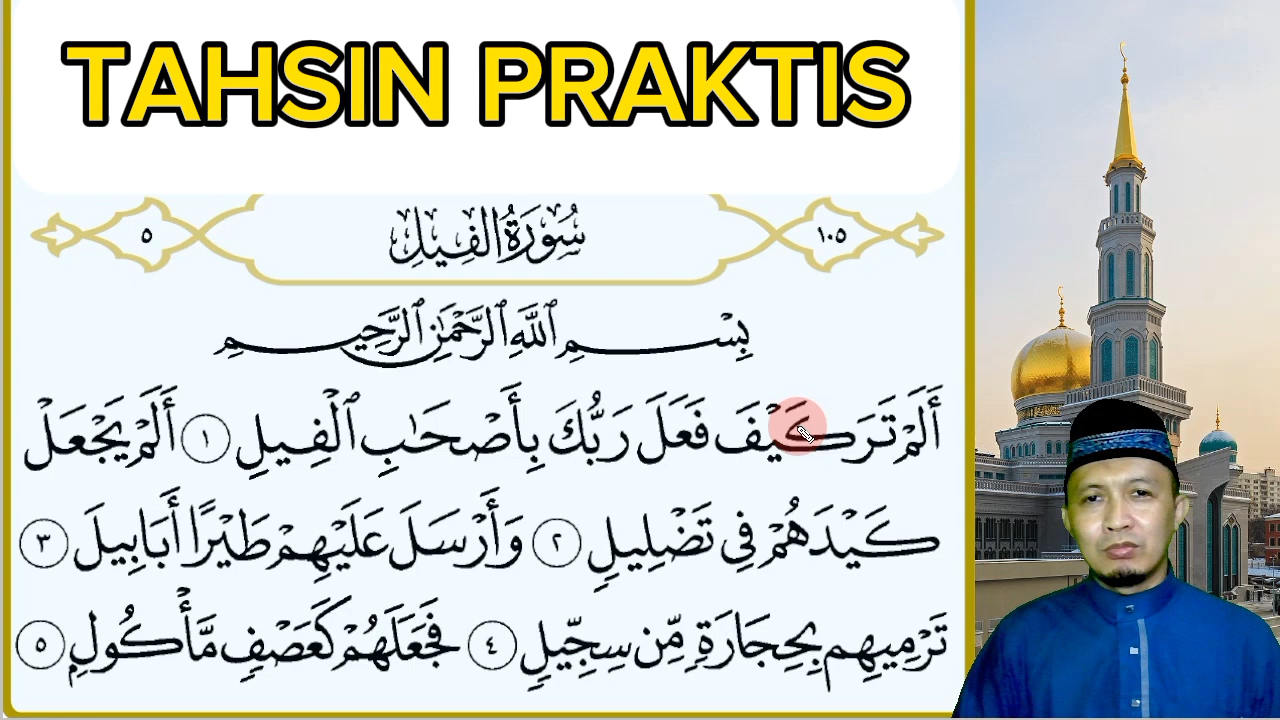 TAHSIN PRAKTIS
٥ سُورَةُ الفِيلِ ١٠٥
بِسْمِ ٱللَّهِ ٱلرَّحْمَٰنِ ٱلرَّحِيمِ
أَلَمْ تَرَ كَيْفَ فَعَلَ رَبُّكَ بِأَصْحَٰبِ ٱلْفِيلِ ١ أَلَمْ يَجْعَلْ
كَيْدَهُمْ فِى تَضْلِيلٍ ٢ وَأَرْسَلَ عَلَيْهِمْ طَيْرًا أَبَابِيلَ ٣
تَرْمِيهِم بِحِجَارَةٍ مِّن سِجِّيلٍ ٤ فَجَعَلَهُمْ كَعَصْفٍ مَّأْكُولٍ ٥